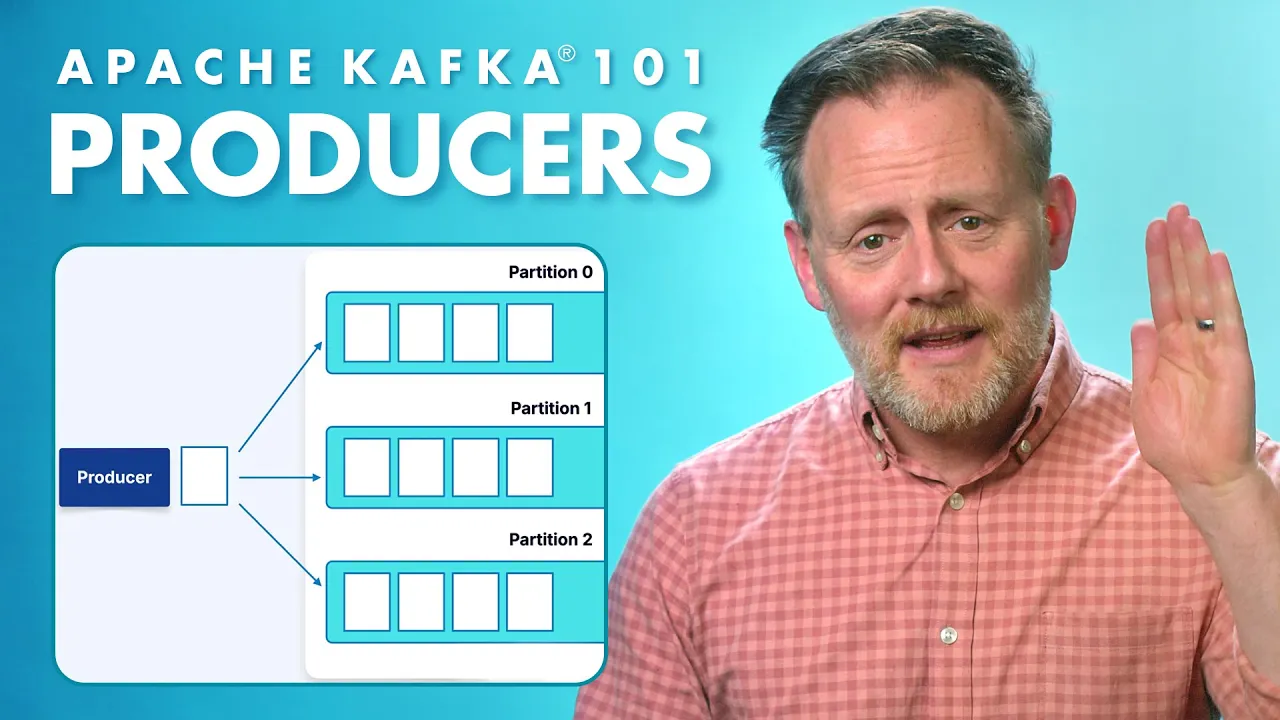 APACHE KAFKA® 101
PRODUCERS
Partition 0
Partition 1
Producer
Partition 2